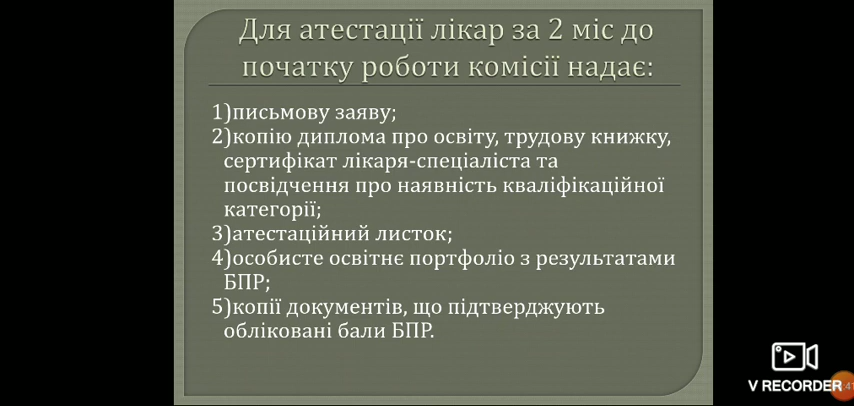 Для атестації лікар за 2 міс до
початку роботи комісії надає:
1)письмову заяву;
2)копію диплома про освіту, трудову книжку,
сертифікат лікаря-спеціаліста та
посвідчення про наявність кваліфікаційної
категорії;
3)атестаційний листок;
4)особисте освітнє портфоліо з результатами
БПР;
5)копії документів, що підтверджують
обліковані бали БПР.
V RECORDER